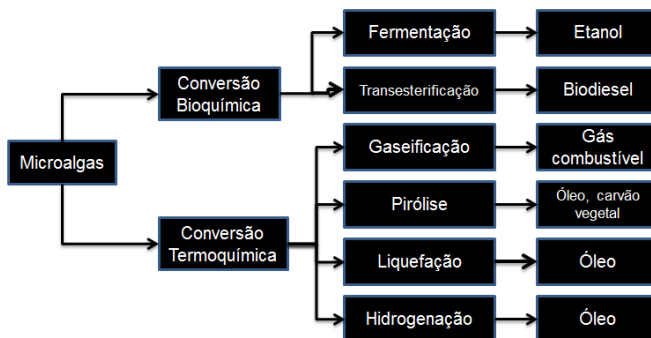 Fermentação
Etanol
Conversão
Bioquímica
Transesterificação
Biodiesel
Microalgas
Gaseificação
Gás
combustível
Pirólise
Óleo, carvão
vegetal
Conversão
Termoquímica
Liquefação
Óleo
Hidrogenação
Óleo